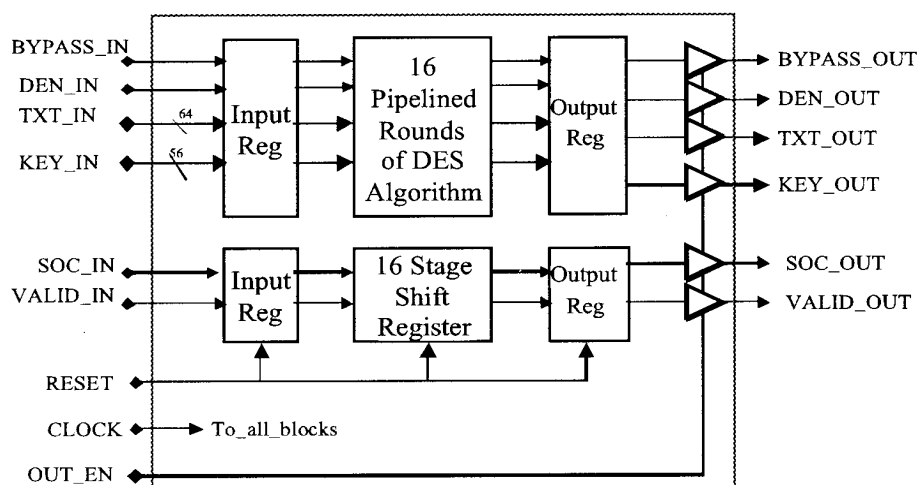 BYPASS_IN
DEN_IN
TXT_IN
KEY_IN
64
56
Input
Reg
16
Pipelined
Rounds
of DES
Algorithm
Output
Reg
BYPASS_OUT
DEN_OUT
TXT_OUT
KEY_OUT
SOC_IN
VALID_IN
Input
Reg
16 Stage
Shift
Register
Output
Reg
SOC_OUT
VALID_OUT
RESET
CLOCK
To_all_blocks
OUT_EN